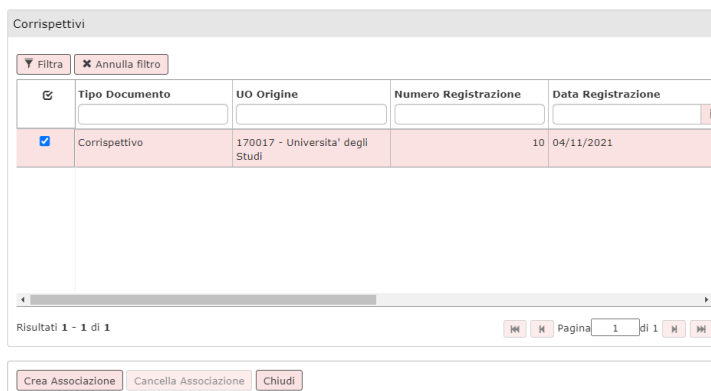 Corrispettivi
Filtra Annulla filtro
Tipo Documento UO Origine Numero Registrazione Data Registrazione
Corrispettivo 170017 - Universita' degli Studi 10 04/11/2021
Risultati 1 - 1 di 1 Pagina 1 di 1
Crea Associazione Cancella Associazione Chiudi